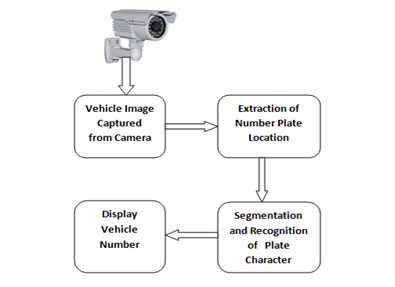 Vehicle Image
Captured
from Camera
Extraction of
Number Plate
Location
Segmentation
and Recognition
of Plate
Character
Display
Vehicle
Number